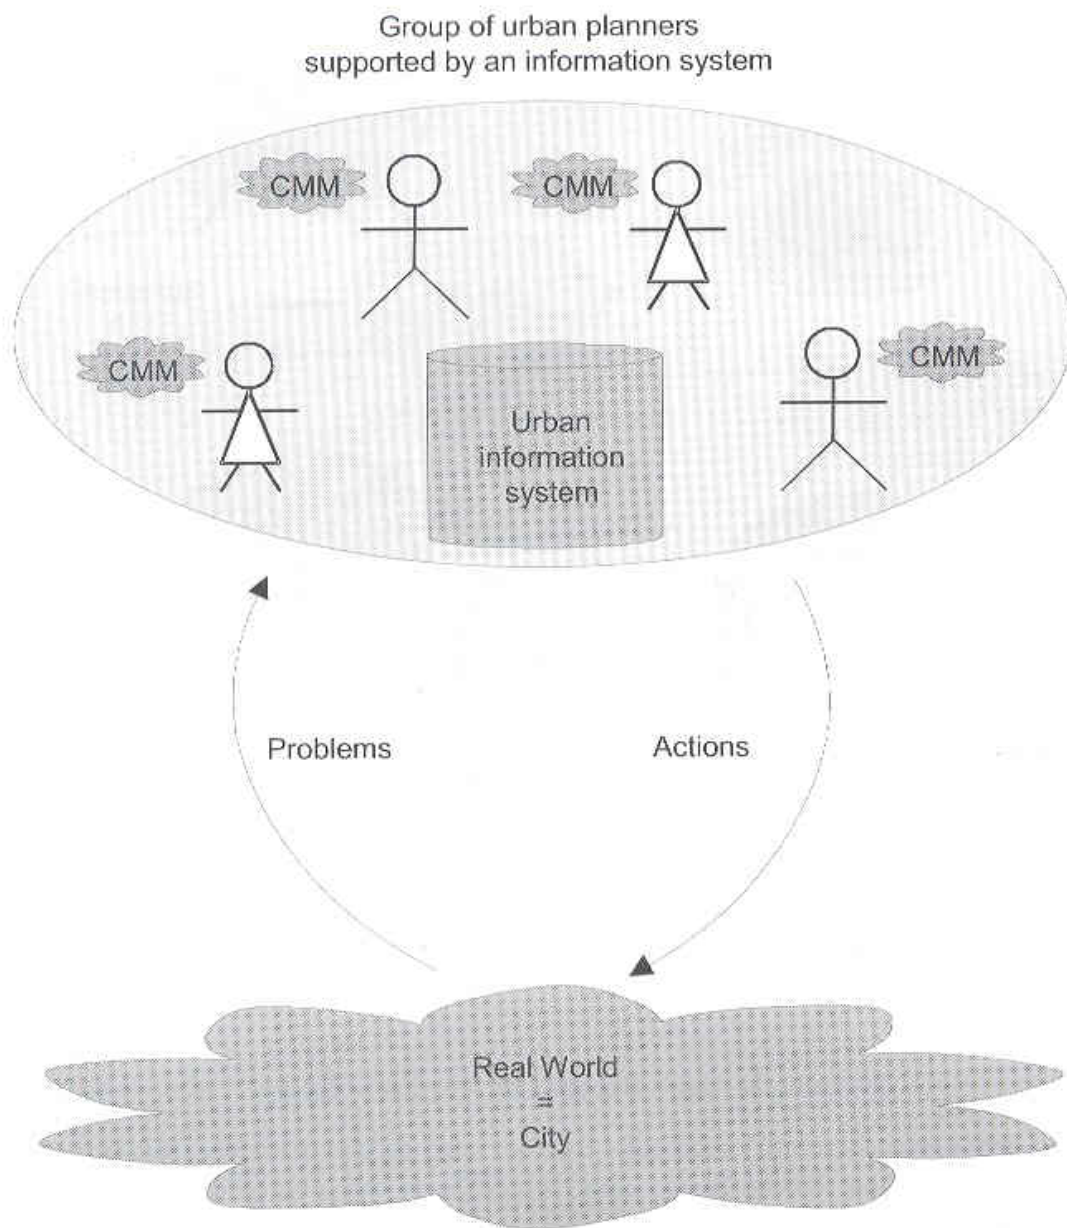 Group of urban planners
supported by an information system
CMM
CMM
CMM
CMM
Urban
information
system
Problems
Actions
Real World
=
City